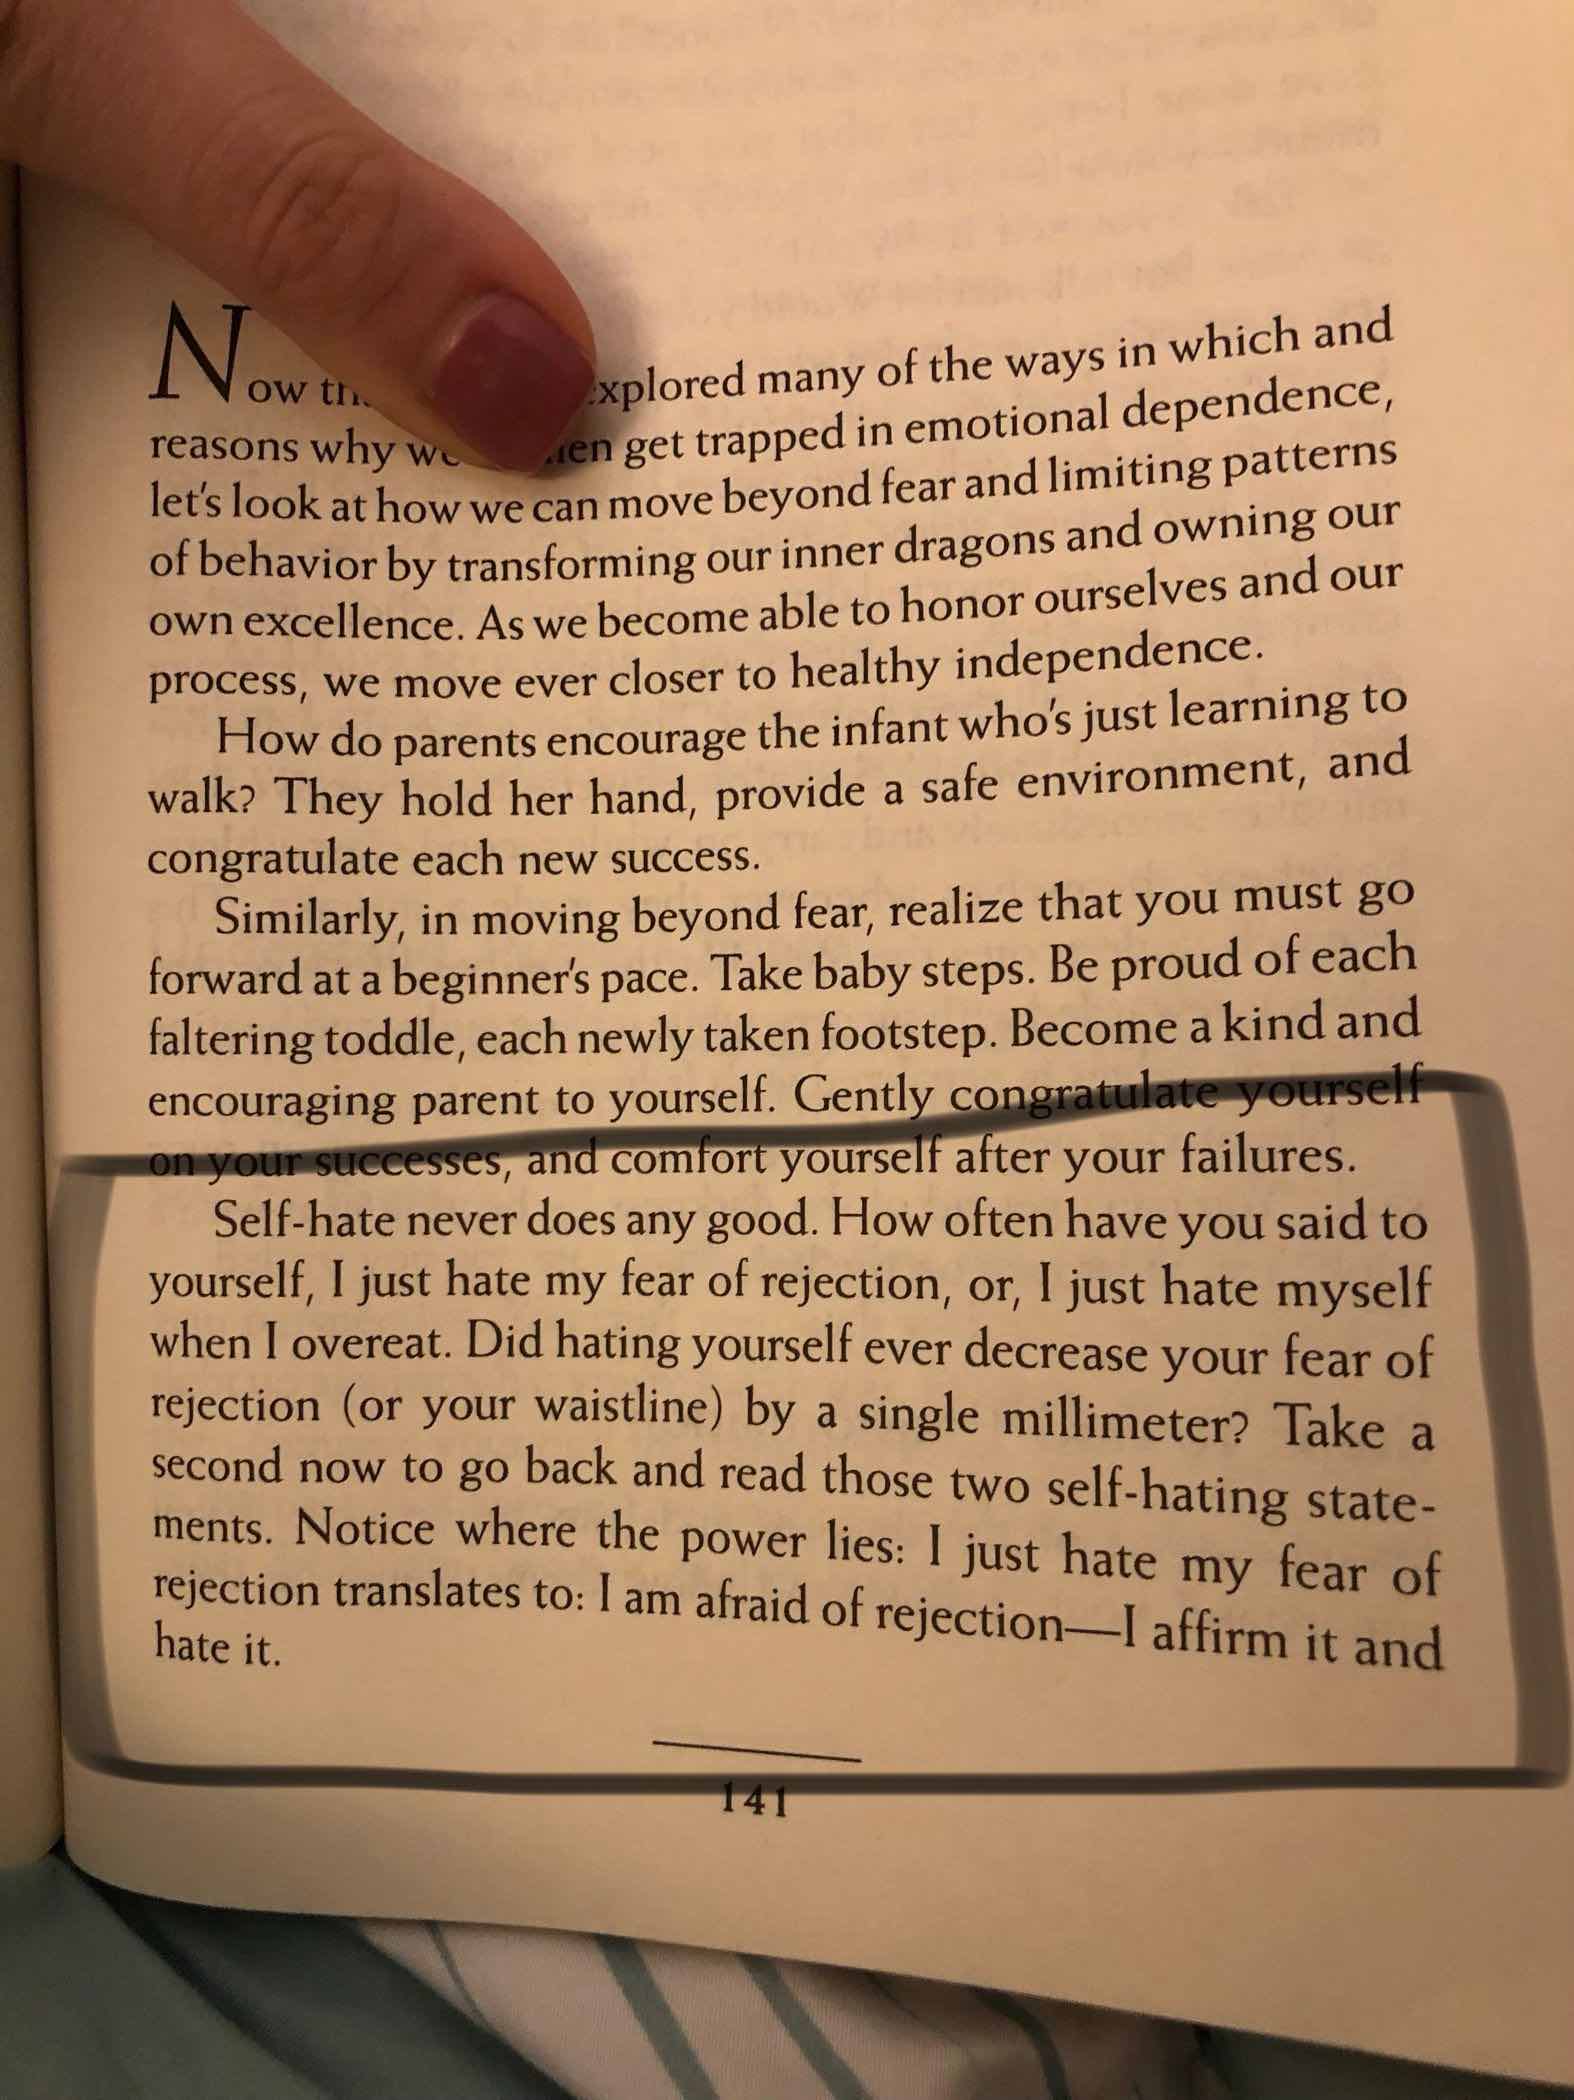 Now explored many of the ways in which and
reasons why get trapped in emotional dependence,
let's look at how we can move beyond fear and limiting patterns
of behavior by transforming our inner dragons and owning our
own excellence. As we become able to honor ourselves and our
process, we move ever closer to healthy independence.
How do parents encourage the infant who's just learning to
walk? They hold her hand, provide a safe environment, and
congratulate each new success.
Similarly, in moving beyond fear, realize that you must go
forward at a beginner's pace. Take baby steps. Be proud of each
faltering toddle, each newly taken footstep. Become a kind and
encouraging parent to yourself. Gently congratulate yourself
on your successes, and comfort yourself after your failures.
Self-hate never does any good. How often have you said to
yourself, I just hate my fear of rejection, or, I just hate myself
when I overeat. Did hating yourself ever decrease your fear of
rejection (or your waistline) by a single millimeter? Take a
second now to go back and read those two self-hating state-
ments. Notice where the power lies: I just hate my fear of
rejection translates to: I am afraid of rejection—I affirm it and
hate it.
141